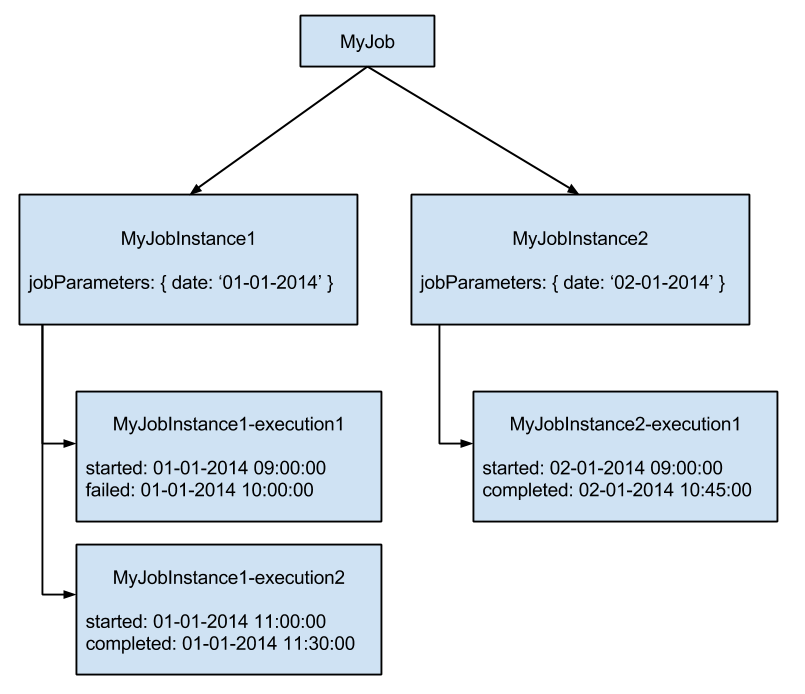 MyJob
MyJobInstance1
jobParameters: { date: ‘01-01-2014’ }
MyJobInstance2
jobParameters: { date: ‘02-01-2014’ }
MyJobInstance1-execution1
started: 01-01-2014 09:00:00
failed: 01-01-2014 10:00:00
MyJobInstance2-execution1
started: 02-01-2014 09:00:00
completed: 02-01-2014 10:45:00
MyJobInstance1-execution2
started: 01-01-2014 11:00:00
completed: 01-01-2014 11:30:00